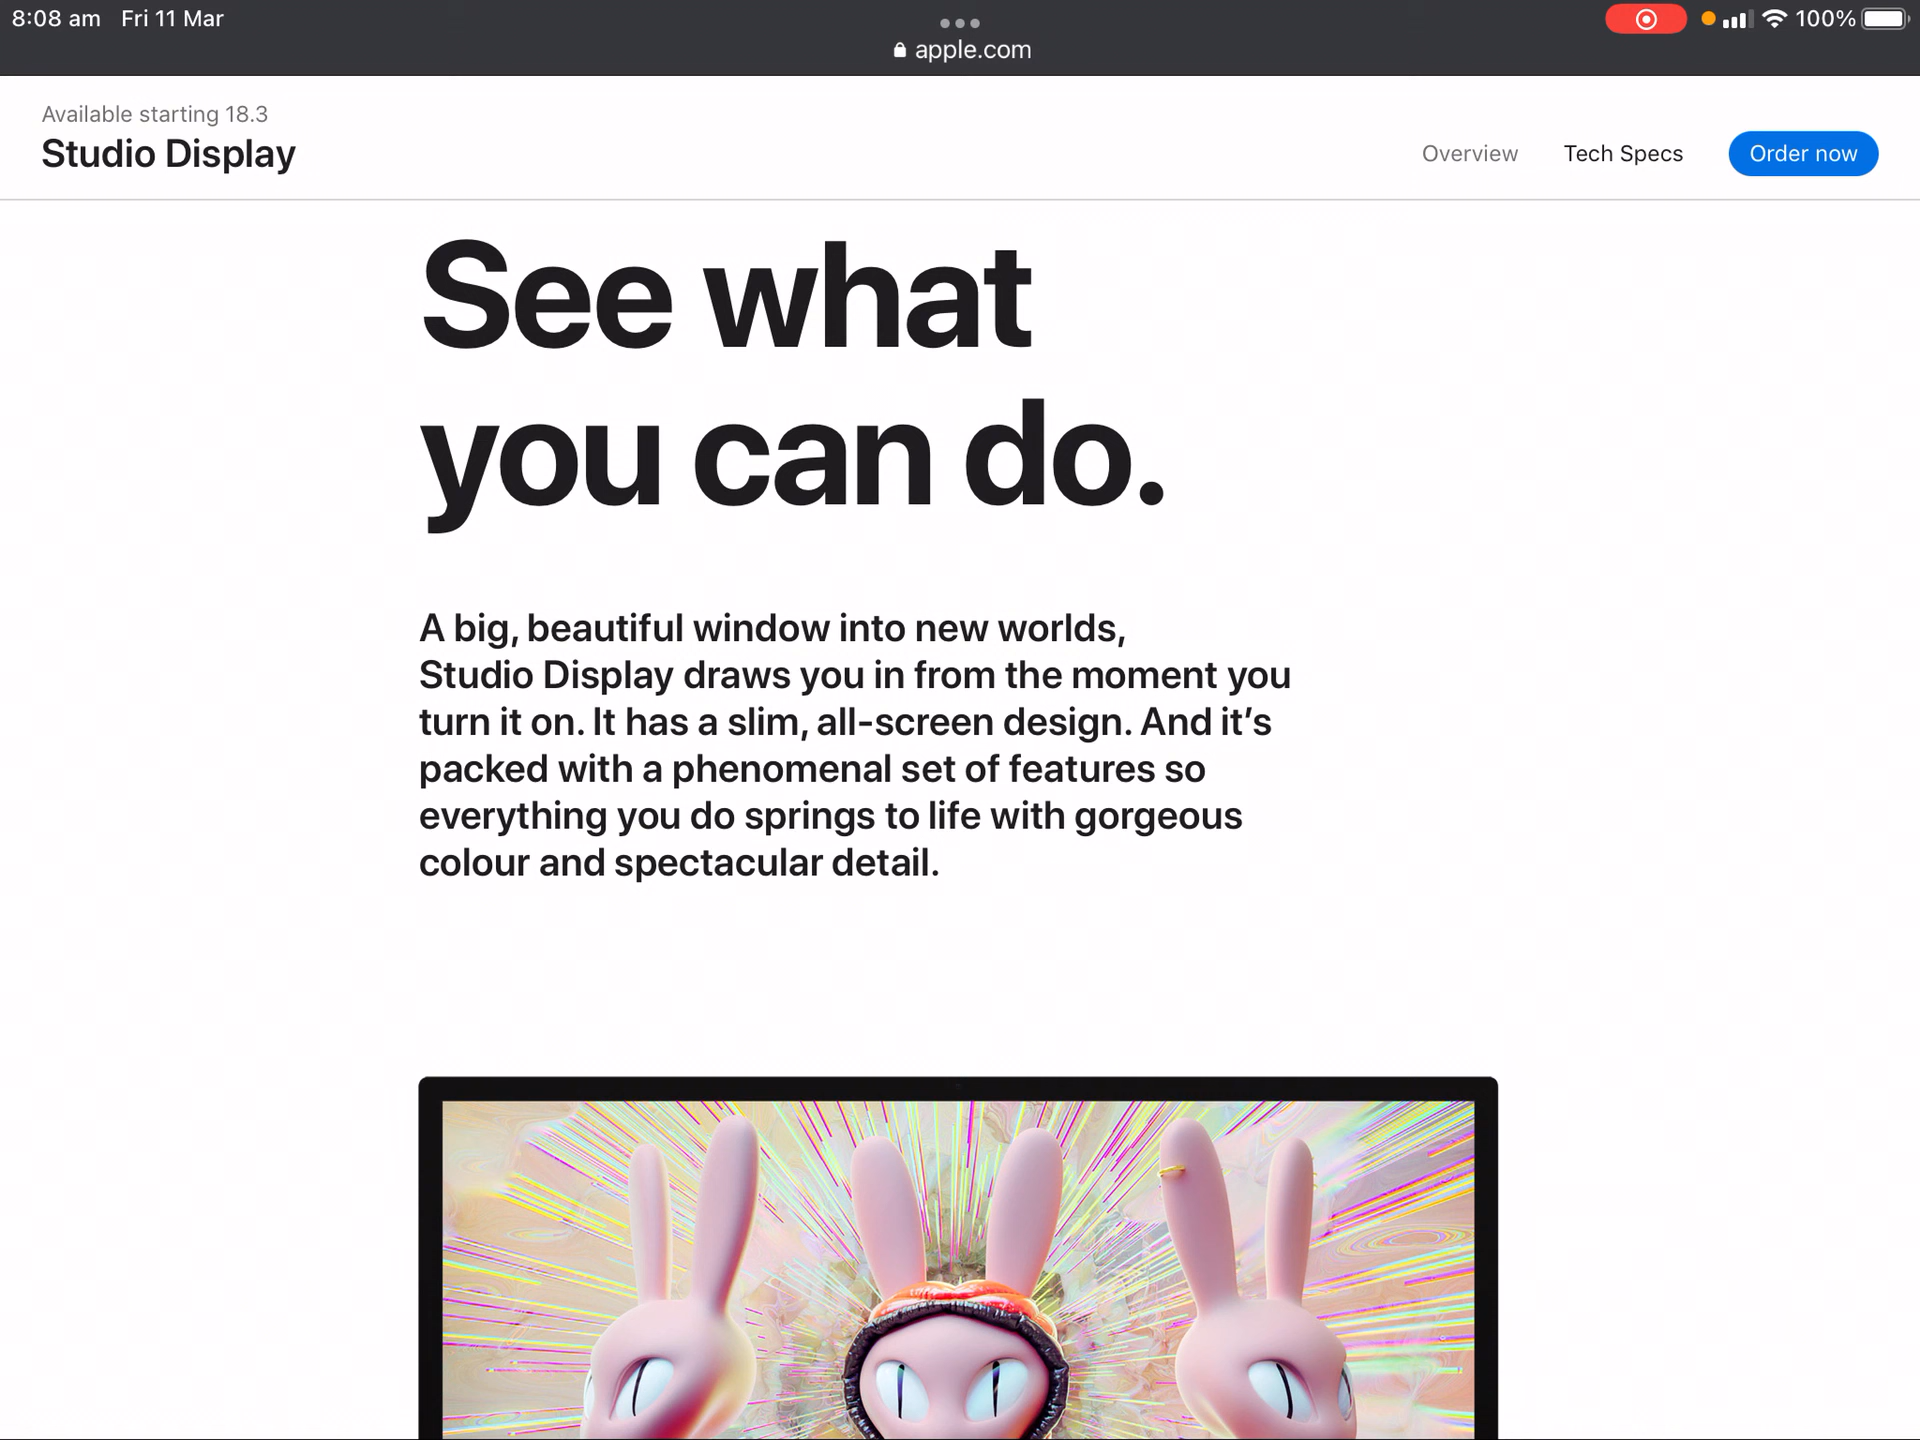 8:08 am Fri 11 Mar
100%
apple.com
Available starting 18.3
Studio Display
Overview Tech Specs Order now
See what
you can do.
A big, beautiful window into new worlds,
Studio Display draws you in from the moment you
turn it on. It has a slim, all-screen design. And it’s
packed with a phenomenal set of features so
everything you do springs to life with gorgeous
colour and spectacular detail.